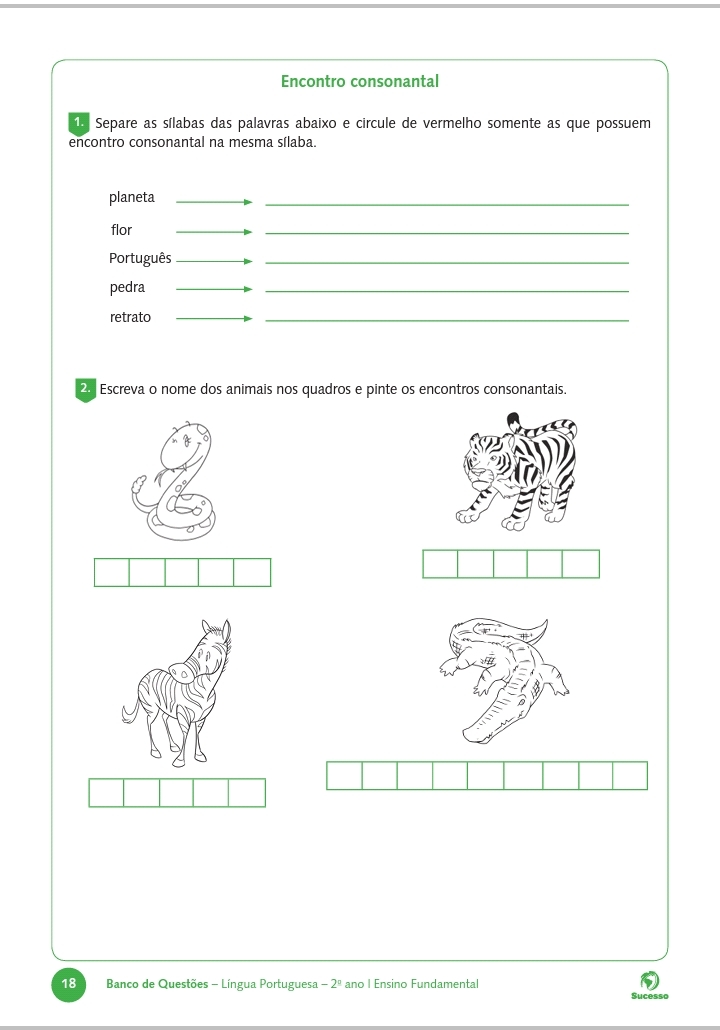 Encontro consonantal
1. Separe as sílabas das palavras abaixo e circule de vermelho somente as que possuem
encontro consonantal na mesma sílaba.
planeta
flor
Português
pedra
retrato
2. Escreva o nome dos animais nos quadros e pinte os encontros consonantais.
18 Banco de Questões – Língua Portuguesa – 2º ano | Ensino Fundamental
Sucesso